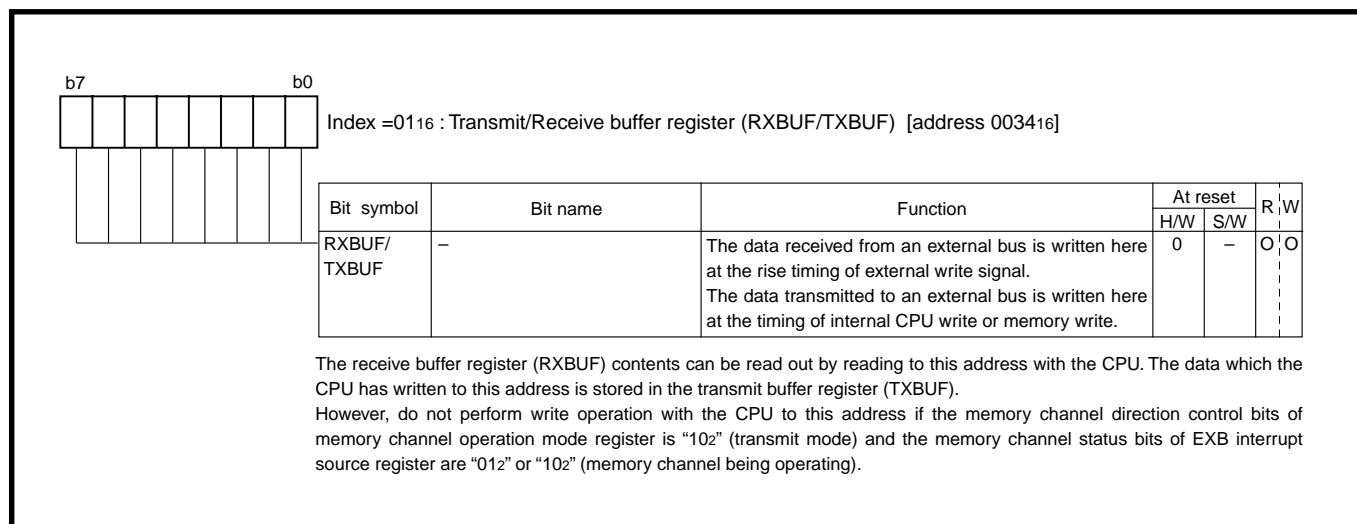 b7 b0
Index =0116 : Transmit/Receive buffer register (RXBUF/TXBUF) [address 003416]
Bit symbol Bit name Function At reset R W
H/W S/W
RXBUF/ – The data received from an external bus is written here 0 – O O
TXBUF at the rise timing of external write signal.
The data transmitted to an external bus is written here
at the timing of internal CPU write or memory write.
The receive buffer register (RXBUF) contents can be read out by reading to this address with the CPU. The data which the
CPU has written to this address is stored in the transmit buffer register (TXBUF).
However, do not perform write operation with the CPU to this address if the memory channel direction control bits of
memory channel operation mode register is “102” (transmit mode) and the memory channel status bits of EXB interrupt
source register are “012” or “102” (memory channel being operating).